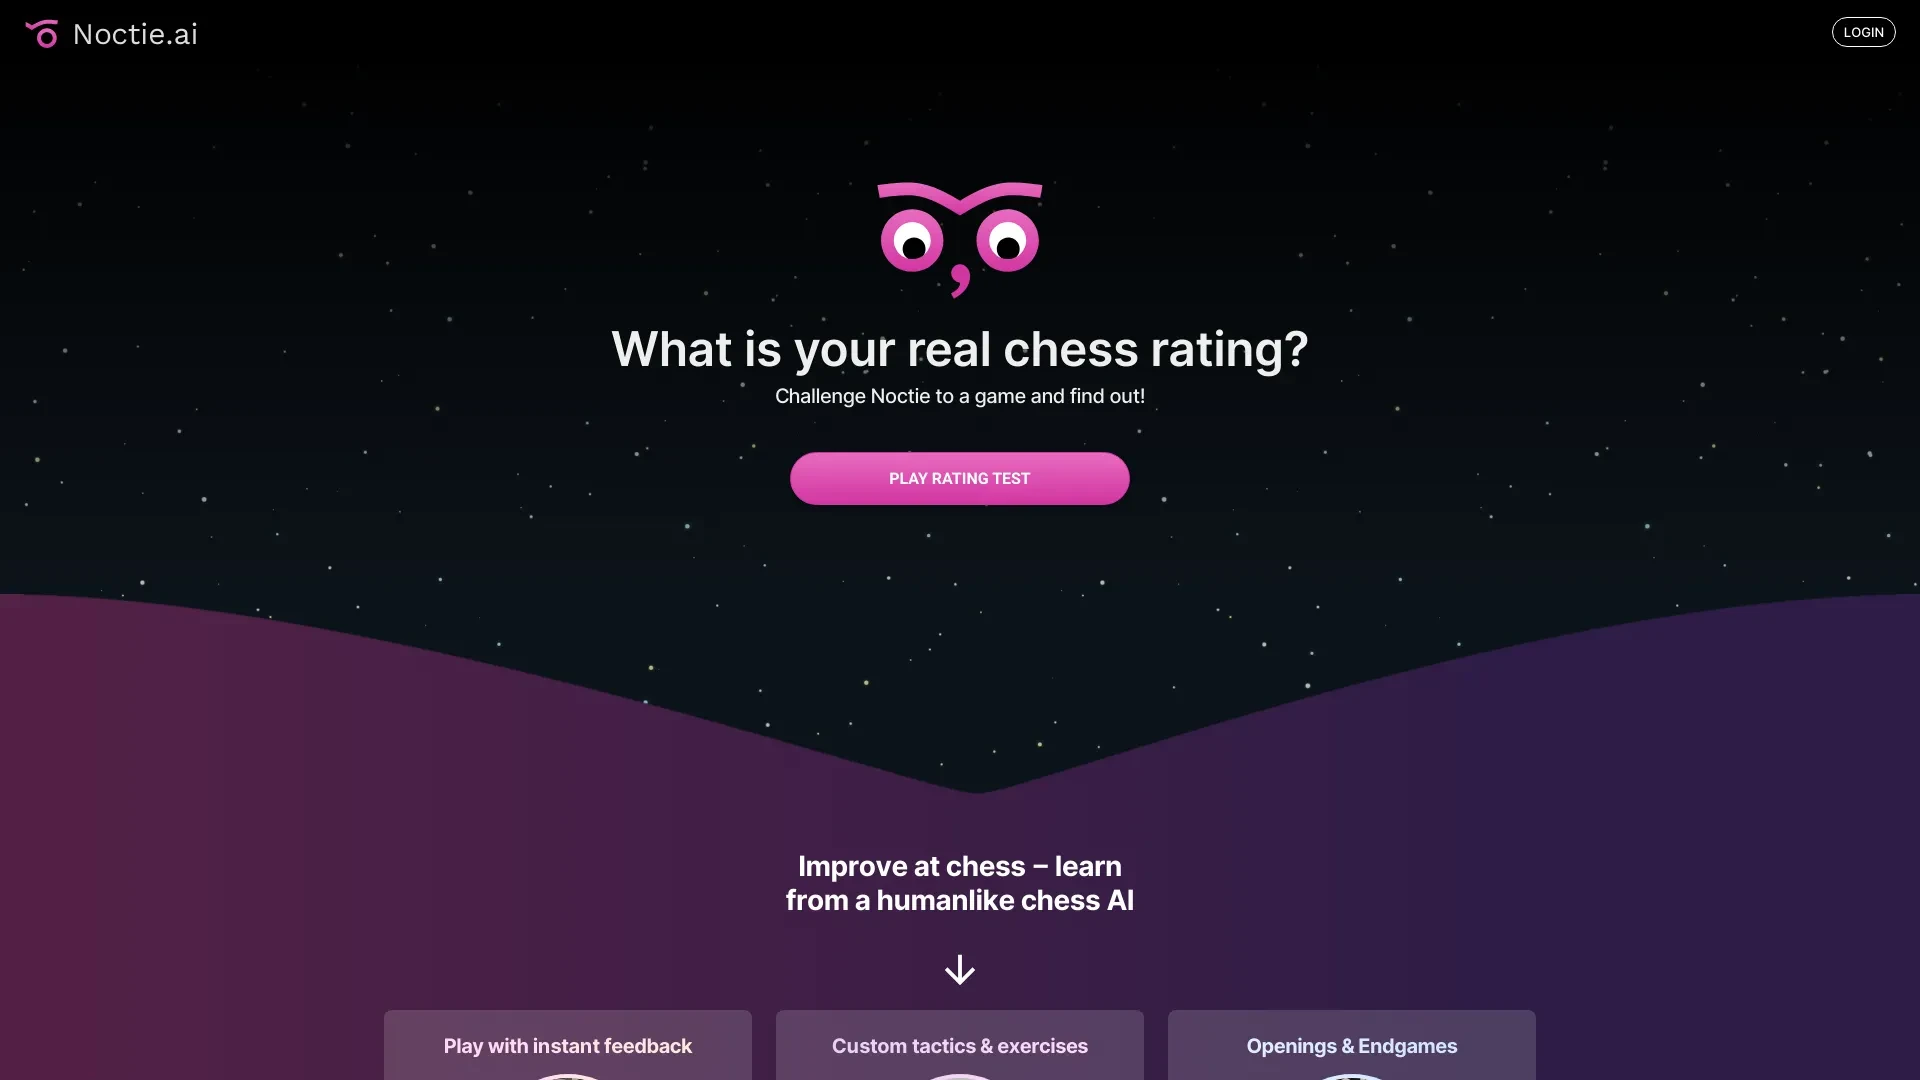 Noctie.ai
LOGIN
What is your real chess rating?
Challenge Noctie to a game and find out!
PLAY RATING TEST
Improve at chess – learn
from a humanlike chess AI
Play with instant feedback
Custom tactics & exercises
Openings & Endgames